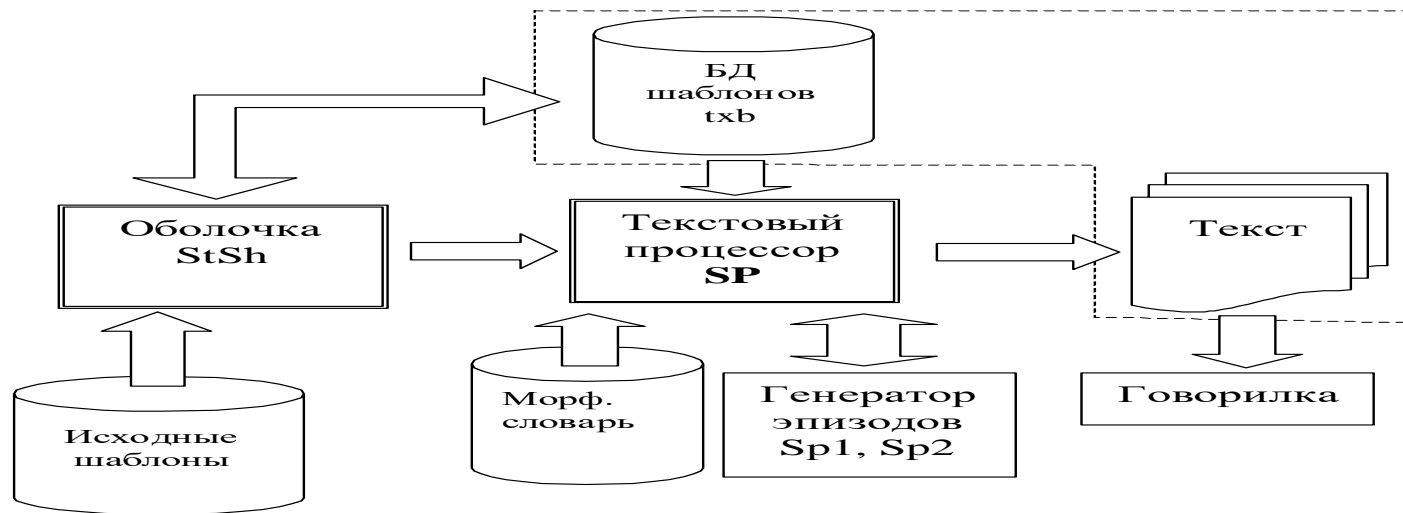 БД
шаблонов
txb
Оболочка
StSh
Текстовый
процессор
SP
Текст
Исходные
шаблоны
Морф.
словарь
Генератор
эпизодов
Sp1, Sp2
Говорилка